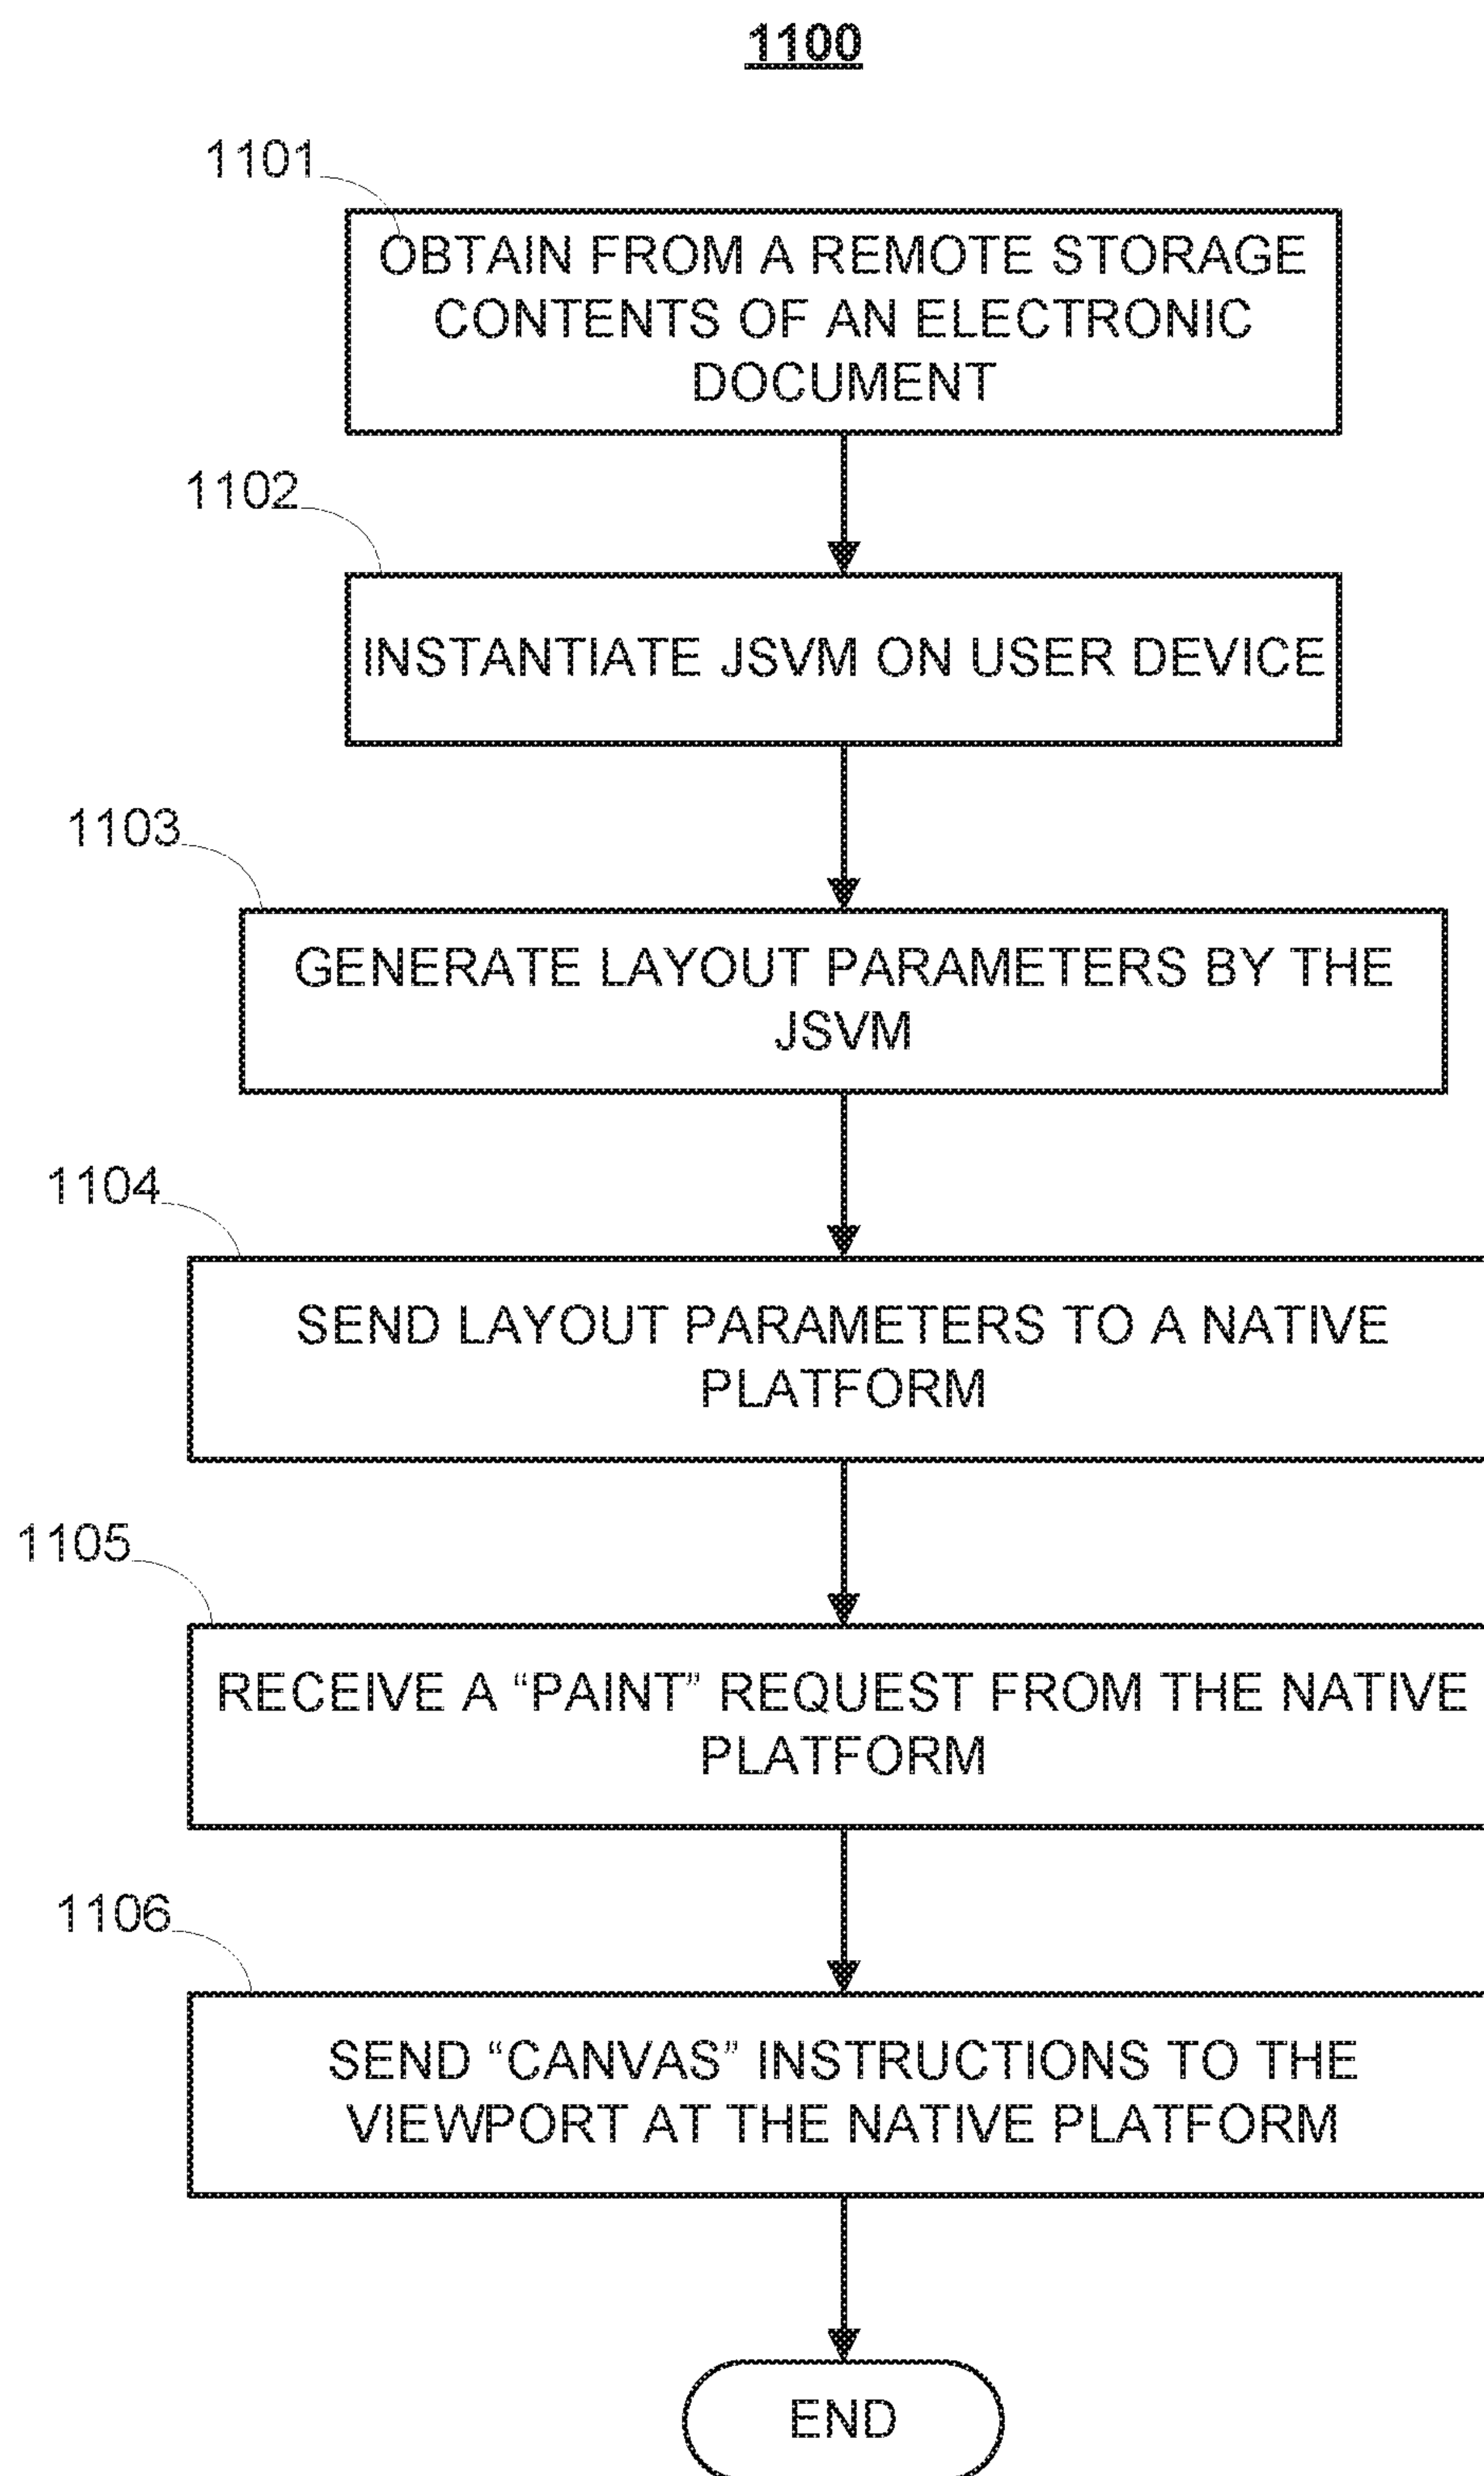 1100
1101
OBTAIN FROM A REMOTE STORAGE
CONTENTS OF AN ELECTRONIC
DOCUMENT
1102
INSTANTIATE JSVM ON USER DEVICE
1103
GENERATE LAYOUT PARAMETERS BY THE
JSVM
1104
SEND LAYOUT PARAMETERS TO A NATIVE
PLATFORM
1105
RECEIVE A “PAINT” REQUEST FROM THE NATIVE
PLATFORM
1106
SEND “CANVAS” INSTRUCTIONS TO THE
VIEWPORT AT THE NATIVE PLATFORM
END